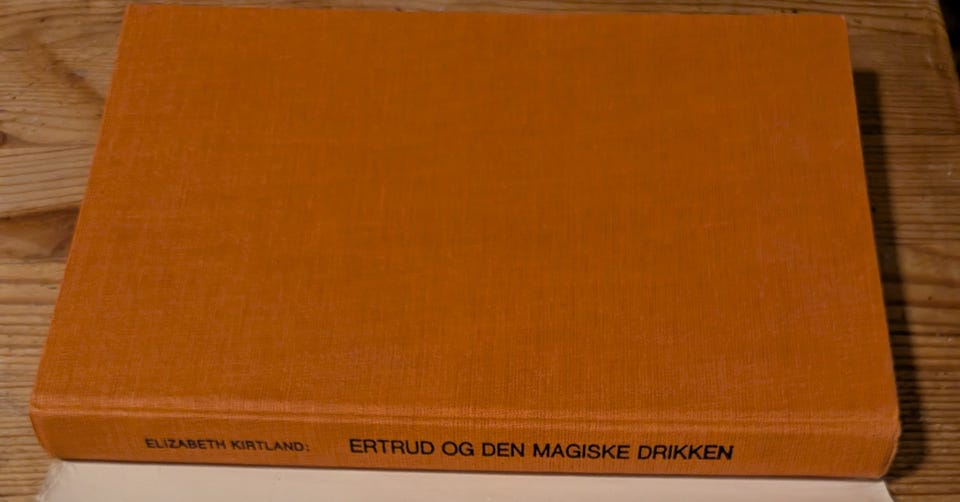 ELIZABETH KIRTLAND: ERTRUD OG DEN MAGISKE DRIKKEN